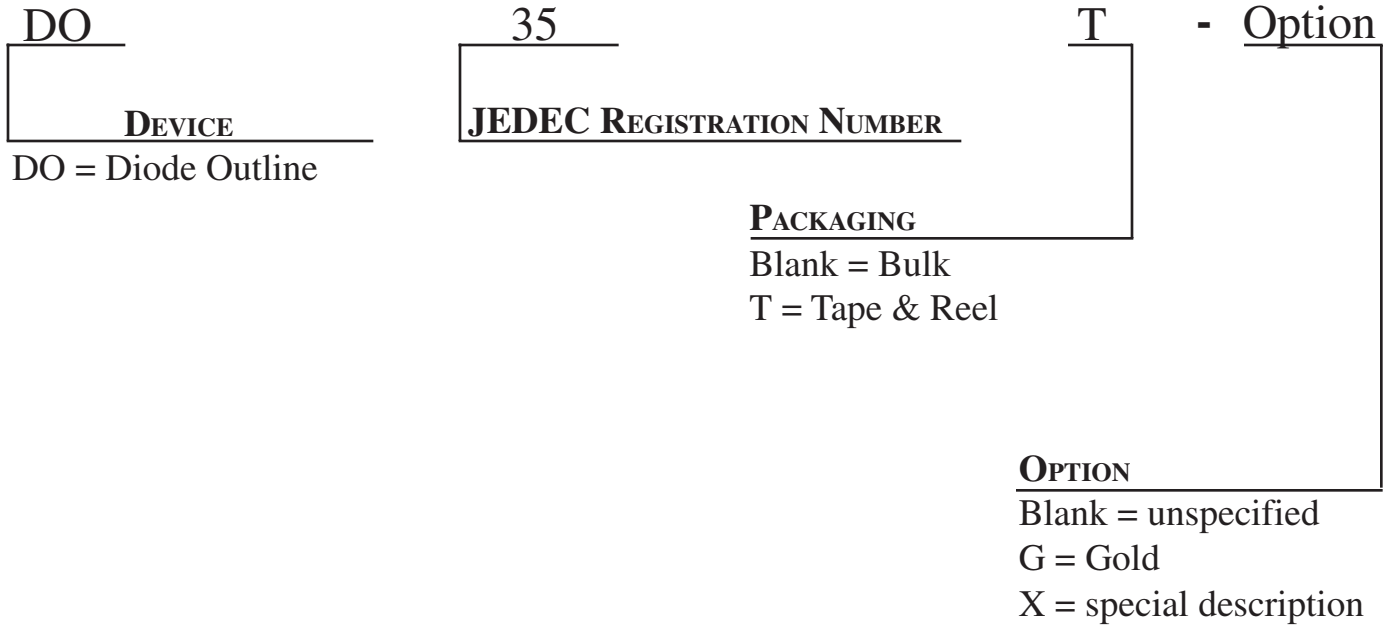 DO 35 T - Option
DEVICE
JEDEC REGISTRATION NUMBER
DO = Diode Outline
PACKAGING
Blank = Bulk
T = Tape & Reel
OPTION
Blank = unspecified
G = Gold
X = special description